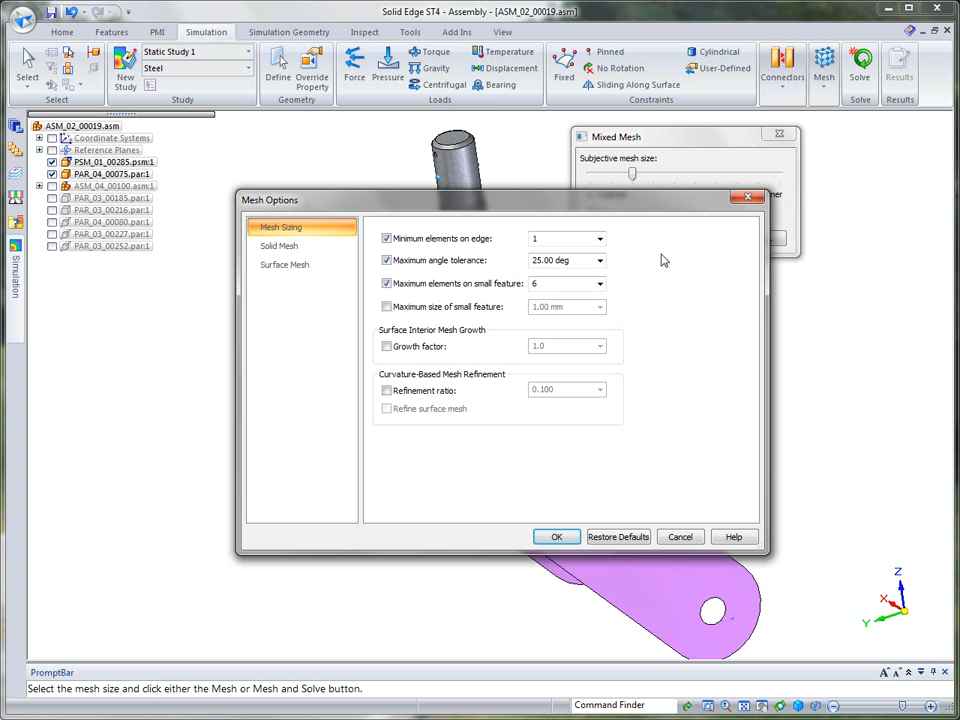 Solid Edge ST4 - Assembly - [ASM_02_00019.asm]
Home Features PMI Simulation Simulation Geometry Inspect Tools Add Ins View
Static Study 1
Steel
Select
New Study
Define
Override Property
Force
Pressure
Torque
Gravity
Centrifugal
Temperature
Displacement
Bearing
Fixed
Pinned
No Rotation
Sliding Along Surface
Cylindrical
User-Defined
Connectors
Mesh
Solve
Results
Select Study Geometry Loads Constraints Solve Results
ASM_02_00019.asm
Coordinate Systems
Reference Planes
PSM_01_00285.psm:1
PAR_04_00075.par:1
ASM_04_00100.asm:1
PAR_03_00185.par:1
PAR_03_00216.par:1
PAR_04_00080.par:1
PAR_03_00227.par:1
PAR_03_00252.par:1
Simulation
Mixed Mesh
Subjective mesh size:
Mesh Options
Mesh Sizing
Solid Mesh
Surface Mesh
Minimum elements on edge: 1
Maximum angle tolerance: 25.00 deg
Maximum elements on small feature: 6
Maximum size of small feature: 1.00 mm
Surface Interior Mesh Growth
Growth factor: 1.0
Curvature-Based Mesh Refinement
Refinement ratio: 0.100
Refine surface mesh
OK Restore Defaults Cancel Help
Z
X
Y
PromptBar
Select the mesh size and click either the Mesh or Mesh and Solve button.
Command Finder